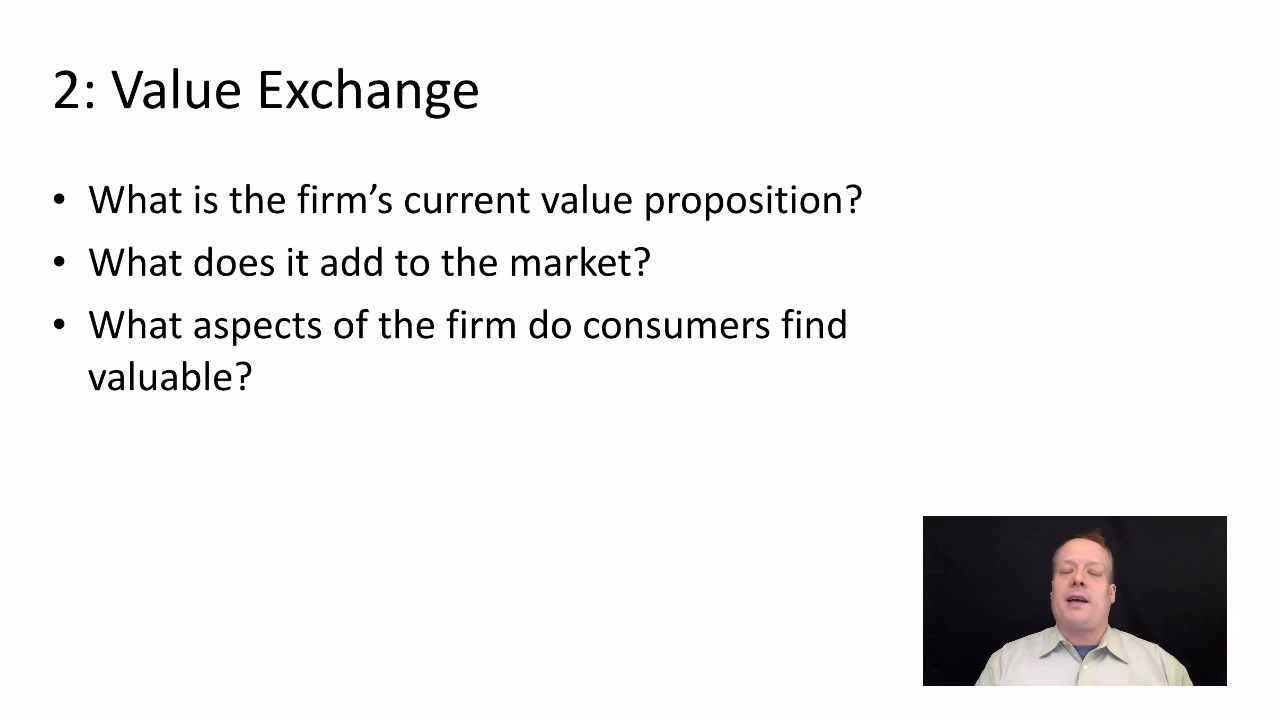 2: Value Exchange
• What is the firm’s current value proposition?
• What does it add to the market?
• What aspects of the firm do consumers find
valuable?